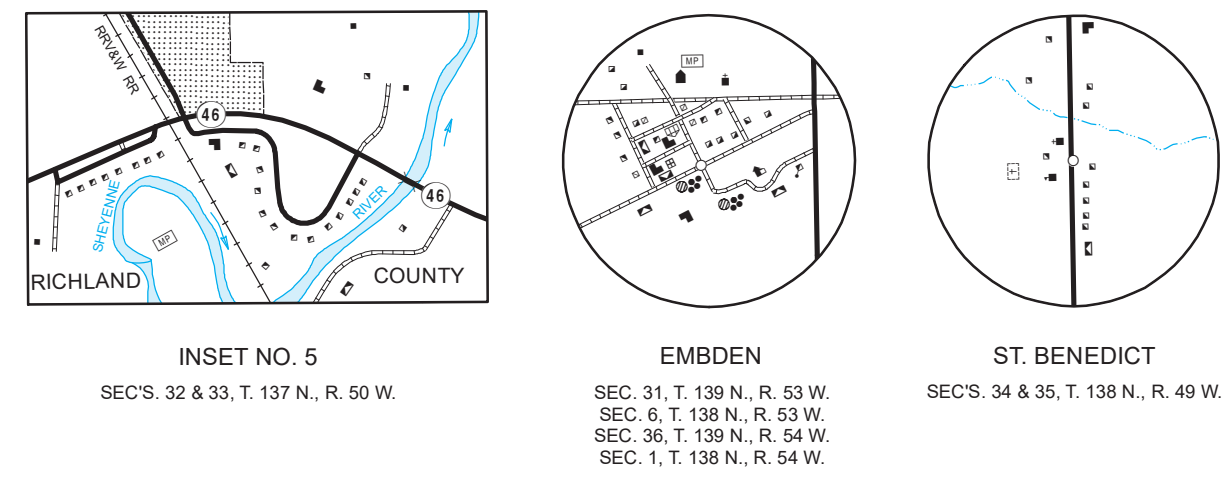 RRV&W RR
46
46
SHEYENNE
RIVER
MP
RICHLAND
COUNTY
INSET NO. 5
SEC'S. 32 & 33, T. 137 N., R. 50 W.
MP
EMBDEN
SEC. 31, T. 139 N., R. 53 W.
SEC. 6, T. 138 N., R. 53 W.
SEC. 36, T. 139 N., R. 54 W.
SEC. 1, T. 138 N., R. 54 W.
ST. BENEDICT
SEC'S. 34 & 35, T. 138 N., R. 49 W.